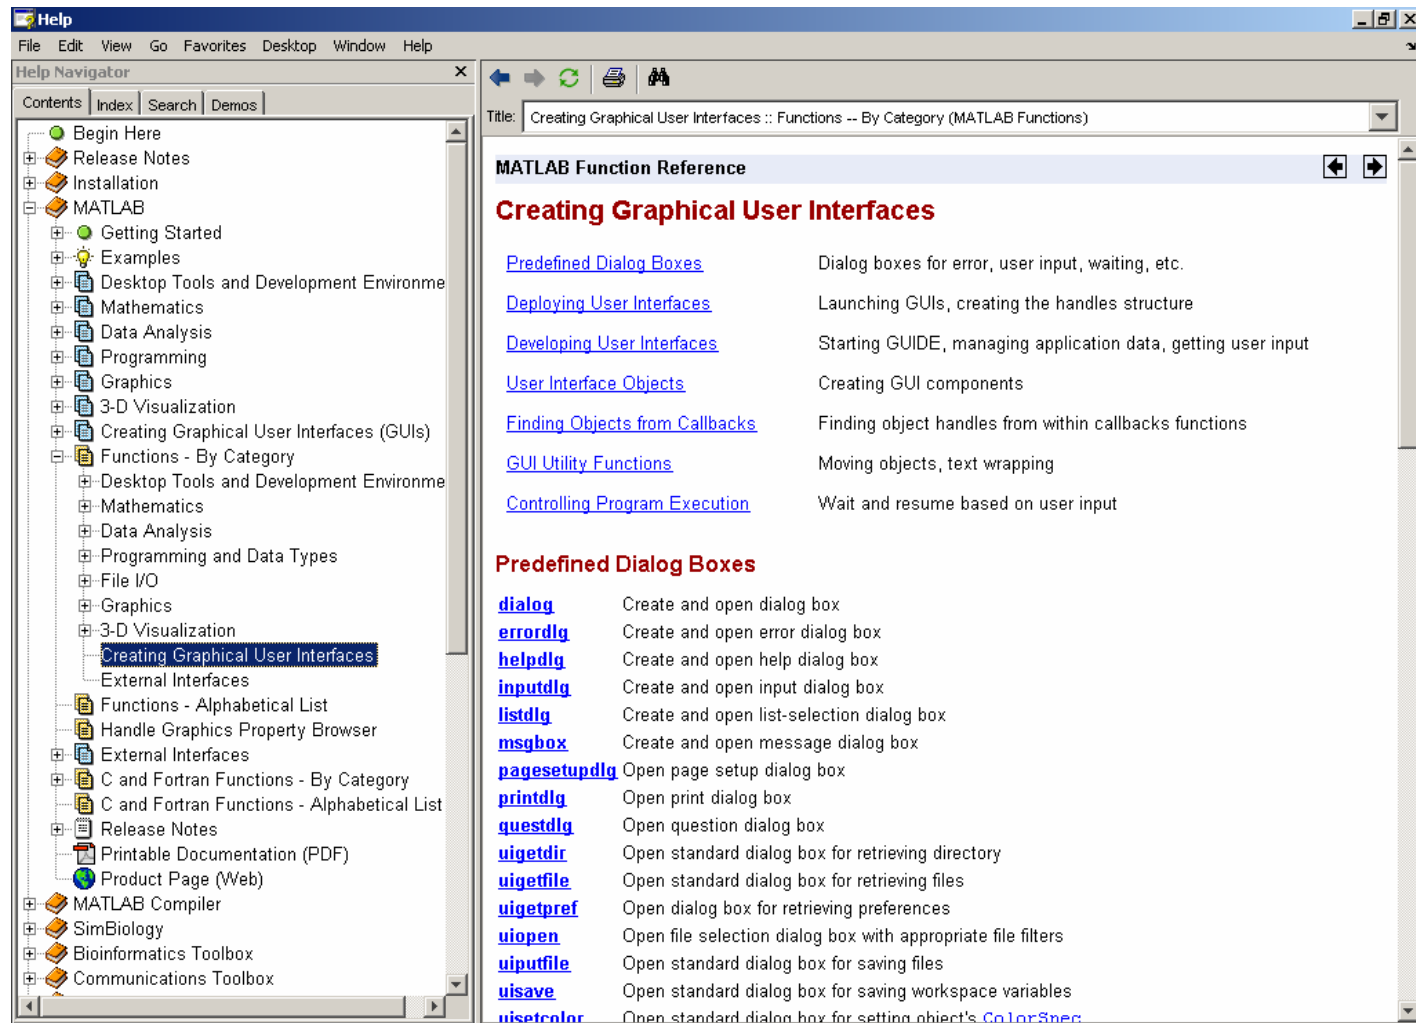 Help
File Edit View Go Favorites Desktop Window Help
Help Navigator
Contents Index Search Demos
Begin Here
Release Notes
Installation
MATLAB
Getting Started
Examples
Desktop Tools and Development Environme
Mathematics
Data Analysis
Programming
Graphics
3-D Visualization
Creating Graphical User Interfaces (GUIs)
Functions - By Category
Desktop Tools and Development Environme
Mathematics
Data Analysis
Programming and Data Types
File I/O
Graphics
3-D Visualization
Creating Graphical User Interfaces
External Interfaces
Functions - Alphabetical List
Handle Graphics Property Browser
External Interfaces
C and Fortran Functions - By Category
C and Fortran Functions - Alphabetical List
Release Notes
Printable Documentation (PDF)
Product Page (Web)
MATLAB Compiler
SimBiology
Bioinformatics Toolbox
Communications Toolbox
Title: Creating Graphical User Interfaces :: Functions -- By Category (MATLAB Functions)
MATLAB Function Reference
Creating Graphical User Interfaces
Predefined Dialog Boxes Dialog boxes for error, user input, waiting, etc.
Deploying User Interfaces Launching GUIs, creating the handles structure
Developing User Interfaces Starting GUIDE, managing application data, getting user input
User Interface Objects Creating GUI components
Finding Objects from Callbacks Finding object handles from within callbacks functions
GUI Utility Functions Moving objects, text wrapping
Controlling Program Execution Wait and resume based on user input
Predefined Dialog Boxes
dialog Create and open dialog box
errordlg Create and open error dialog box
helpdlg Create and open help dialog box
inputdlg Create and open input dialog box
listdlg Create and open list-selection dialog box
msgbox Create and open message dialog box
pagesetupdlg Open page setup dialog box
printdlg Open print dialog box
questdlg Open question dialog box
uigetdir Open standard dialog box for retrieving directory
uigetfile Open standard dialog box for retrieving files
uigetpref Open dialog box for retrieving preferences
uiopen Open file selection dialog box with appropriate file filters
uiputfile Open standard dialog box for saving files
uisave Open standard dialog box for saving workspace variables
uisetcolor Open standard dialog box for setting object's ColorSpec